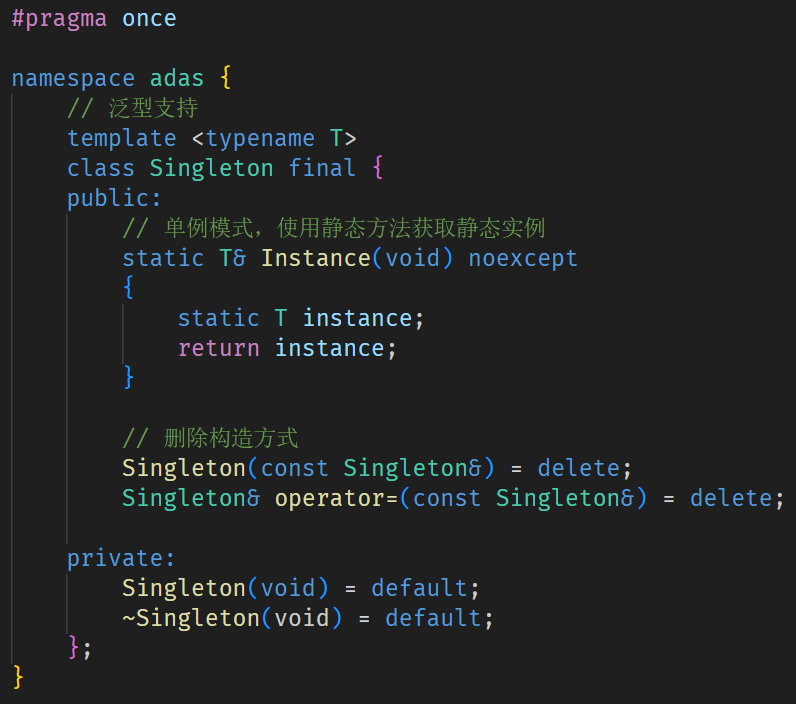 #pragma once
namespace adas {
// 泛型支持
template <typename T>
class Singleton final {
public:
// 单例模式，使用静态方法获取静态实例
static T& Instance(void) noexcept
{
static T instance;
return instance;
}
// 删除构造方式
Singleton(const Singleton&) = delete;
Singleton& operator=(const Singleton&) = delete;
private:
Singleton(void) = default;
~Singleton(void) = default;
};
}